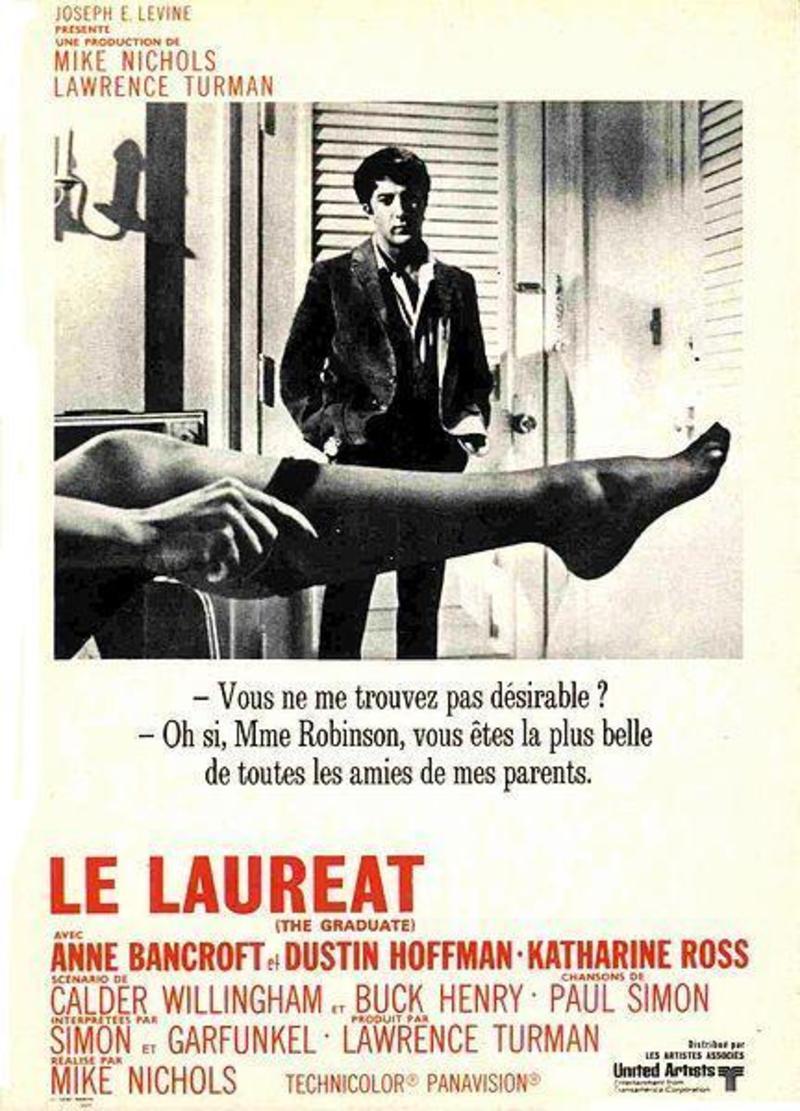 JOSEPH E. LEVINE
PRÉSENTE
UNE PRODUCTION DE
MIKE NICHOLS
LAWRENCE TURMAN
– Vous ne me trouvez pas désirable ?
– Oh si, Mme Robinson, vous êtes la plus belle
de toutes les amies de mes parents.
LE LAUREAT
(THE GRADUATE)
AVEC
ANNE BANCROFT et DUSTIN HOFFMAN · KATHARINE ROSS
SCÉNARIO DE CHANSONS DE
CALDER WILLINGHAM ET BUCK HENRY · PAUL SIMON
INTERPRÉTÉES PAR PRODUIT PAR
SIMON ET GARFUNKEL · LAWRENCE TURMAN
RÉALISÉ PAR
MIKE NICHOLS TECHNICOLOR® PANAVISION®
Distribué par
LES ARTISTES ASSOCIÉS
United Artists
Entertainment from
Transamerica Corporation